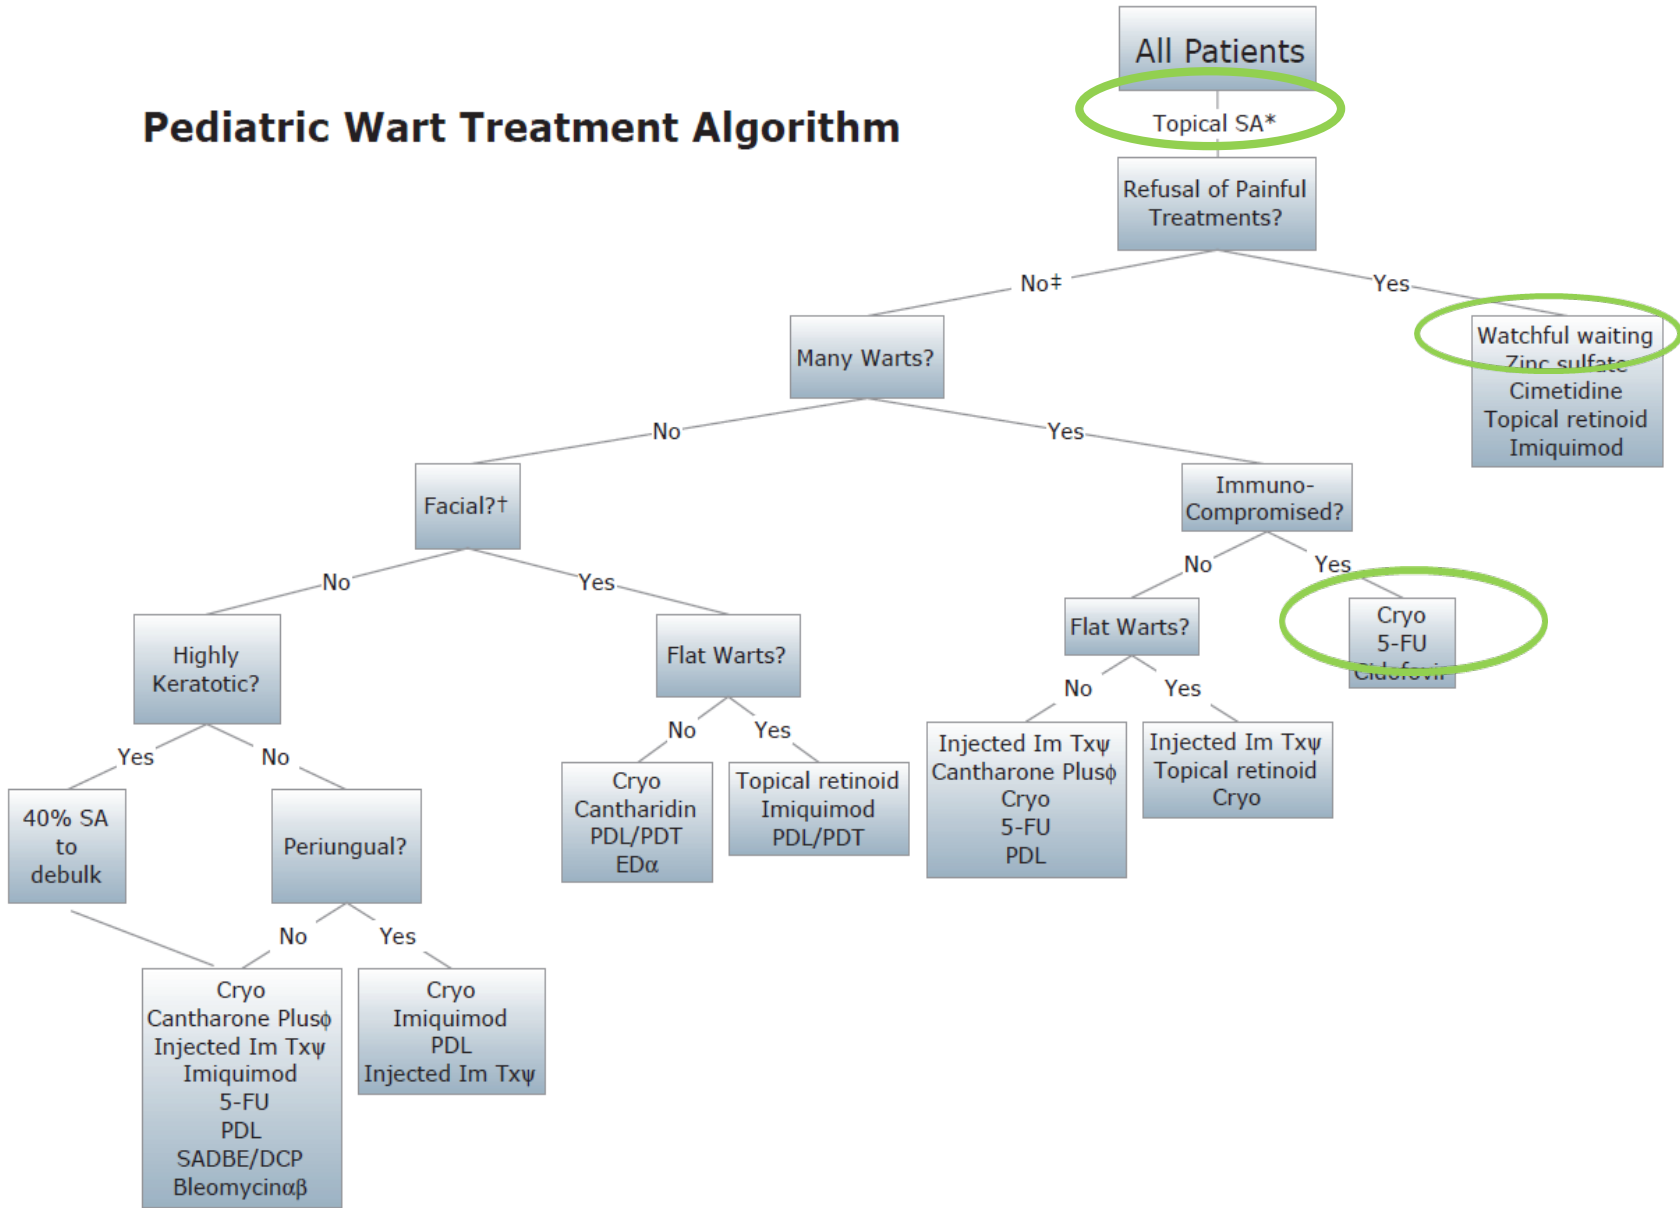 Pediatric Wart Treatment Algorithm
All Patients
Topical SA*
Refusal of Painful
Treatments?
No‡
Yes
Many Warts?
Watchful waiting
Zinc sulfate
Cimetidine
Topical retinoid
Imiquimod
No
Yes
Facial?†
Immuno-
Compromised?
No
Yes
No
Yes
Highly
Keratotic?
Flat Warts?
Flat Warts?
Cryo
5-FU
Cidofovir
Yes
No
No
Yes
No
Yes
40% SA
to
debulk
Periungual?
Cryo
Cantharidin
PDL/PDT
EDα
Topical retinoid
Imiquimod
PDL/PDT
Injected Im Txψ
Cantharone Plusϕ
Cryo
5-FU
PDL
Injected Im Txψ
Topical retinoid
Cryo
No
Yes
Cryo
Cantharone Plusϕ
Injected Im Txψ
Imiquimod
5-FU
PDL
SADBE/DCP
Bleomycinαβ
Cryo
Imiquimod
PDL
Injected Im Txψ